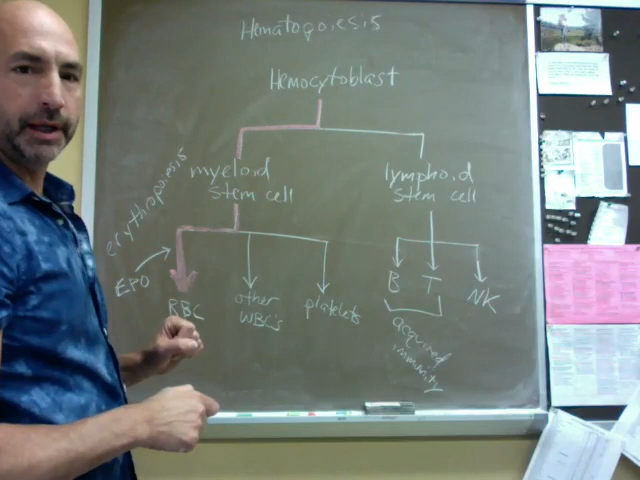 Hematopoiesis
Hemocytoblast
myeloid
stem cell
lymphoid
stem cell
erythropoiesis
EPO
RBC
other
WBC's
platelets
B
T
NK
acquired
immunity